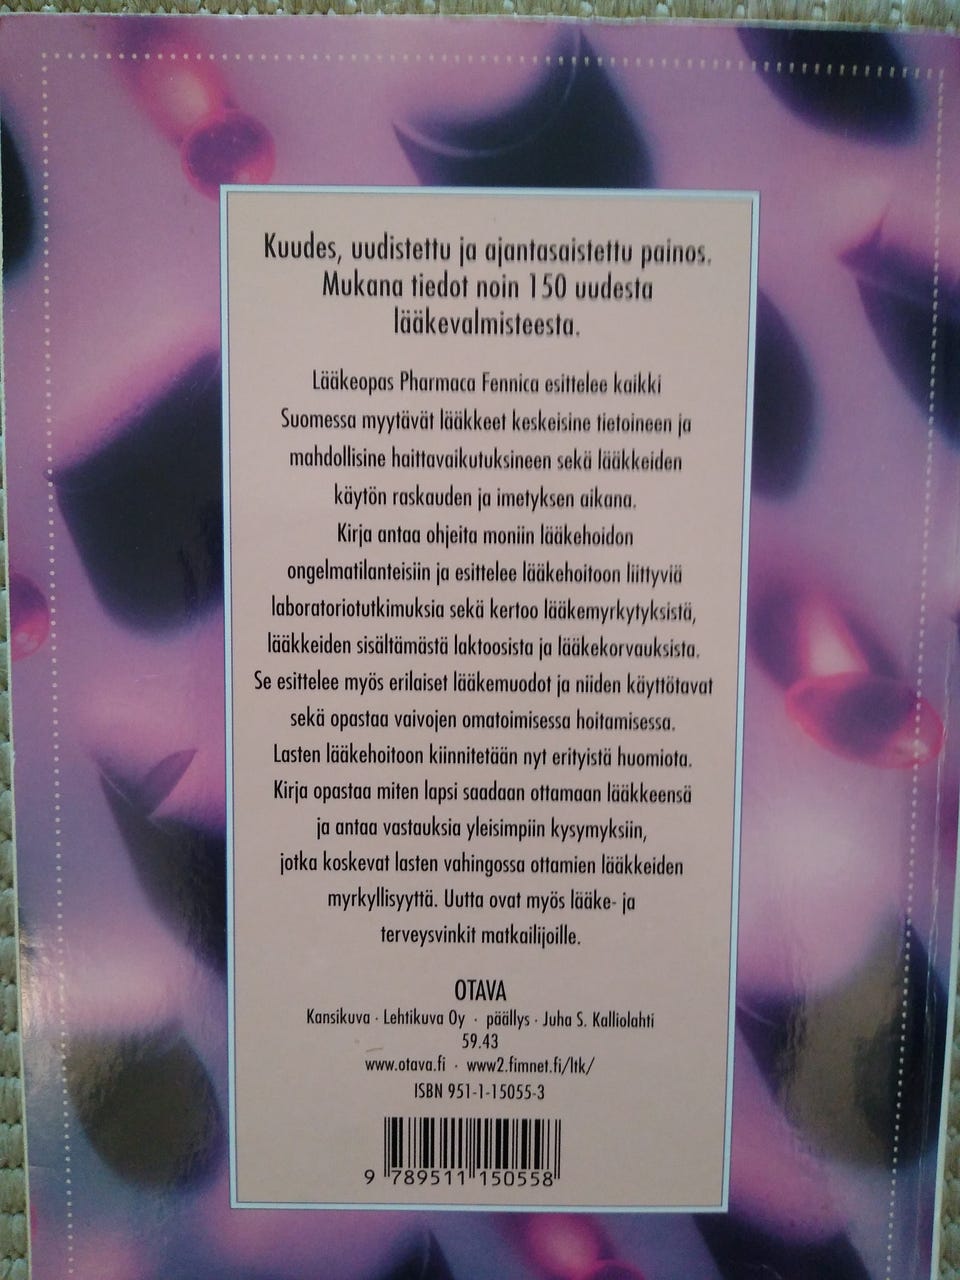 Kuudes, uudistettu ja ajantasaistettu painos.
Mukana tiedot noin 150 uudesta
lääkevalmisteesta.
Lääkeopas Pharmaca Fennica esittelee kaikki
Suomessa myytävät lääkkeet keskeisine tietoineen ja
mahdollisine haittavaikutuksineen sekä lääkkeiden
käytön raskauden ja imetyksen aikana.
Kirja antaa ohjeita moniin lääkehoidon
ongelmatilanteisiin ja esittelee lääkehoitoon liittyviä
laboratoriotutkimuksia sekä kertoo lääkemyrkytyksistä,
lääkkeiden sisältämästä laktoosista ja lääkekorvauksista.
Se esittelee myös erilaiset lääkemuodot ja niiden käyttötavat
sekä opastaa vaivojen omatoimisessa hoitamisessa.
Lasten lääkehoitoon kiinnitetään nyt erityistä huomiota.
Kirja opastaa miten lapsi saadaan ottamaan lääkkeensä
ja antaa vastauksia yleisimpiin kysymyksiin,
jotka koskevat lasten vahingossa ottamien lääkkeiden
myrkyllisyyttä. Uutta ovat myös lääke- ja
terveysvinkit matkailijoille.
OTAVA
Kansikuva · Lehtikuva Oy · päällys · Juha S. Kalliolahti
59.43
www.otava.fi · www2.fimnet.fi/ltk/
ISBN 951-1-15055-3
9 789511 150558